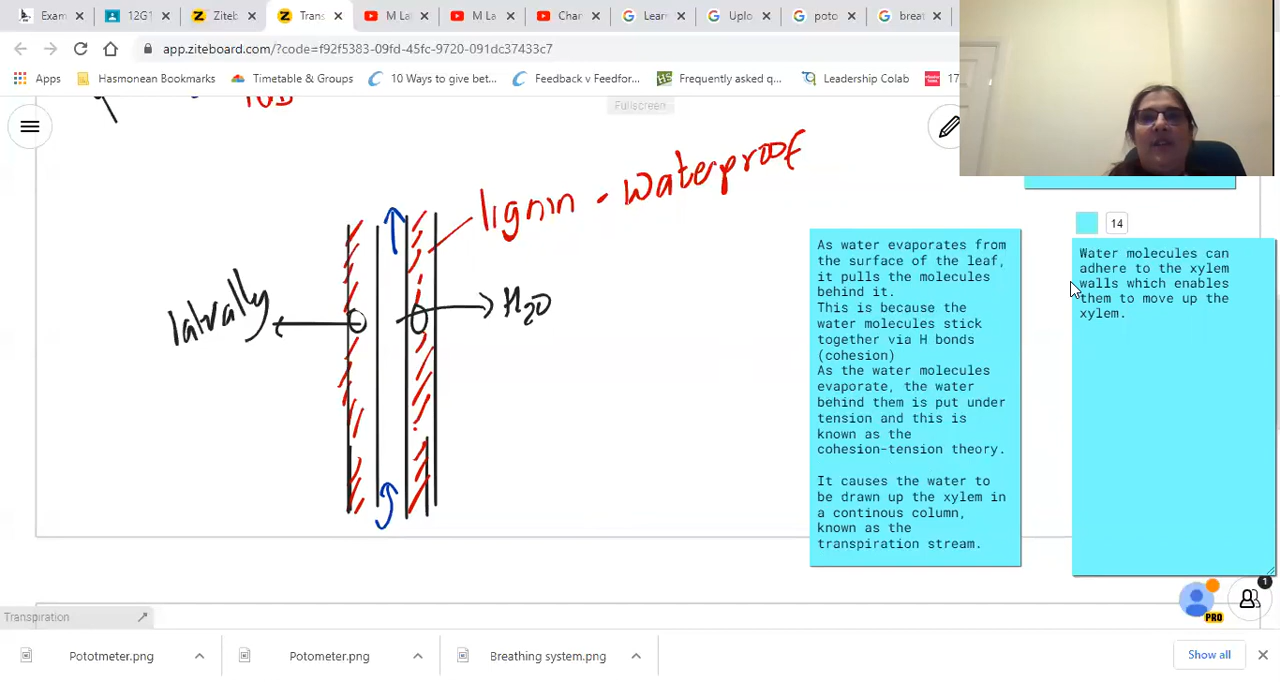 Exam
12G1
Ziteb
Trans
M Lat
M La
Char
Learn
Uplo
poto
breat
app.ziteboard.com/?code=f92f5383-09fd-45fc-9720-091dc37433c7
Apps
Hasmonean Bookmarks
Timetable & Groups
10 Ways to give bet...
Feedback v Feedfor...
Frequently asked q...
Leadership Colab
17
Fullscreen
lignin - waterproof
laterally
H2O
As water evaporates from
the surface of the leaf,
it pulls the molecules
behind it.
This is because the
water molecules stick
together via H bonds
(cohesion)
As the water molecules
evaporate, the water
behind them is put under
tension and this is
known as the
cohesion-tension theory.
It causes the water to
be drawn up the xylem in
a continous column,
known as the
transpiration stream.
14
Water molecules can
adhere to the xylem
walls which enables
them to move up the
xylem.
1
PRO
Transpiration
Pototmeter.png
Potometer.png
Breathing system.png
Show all